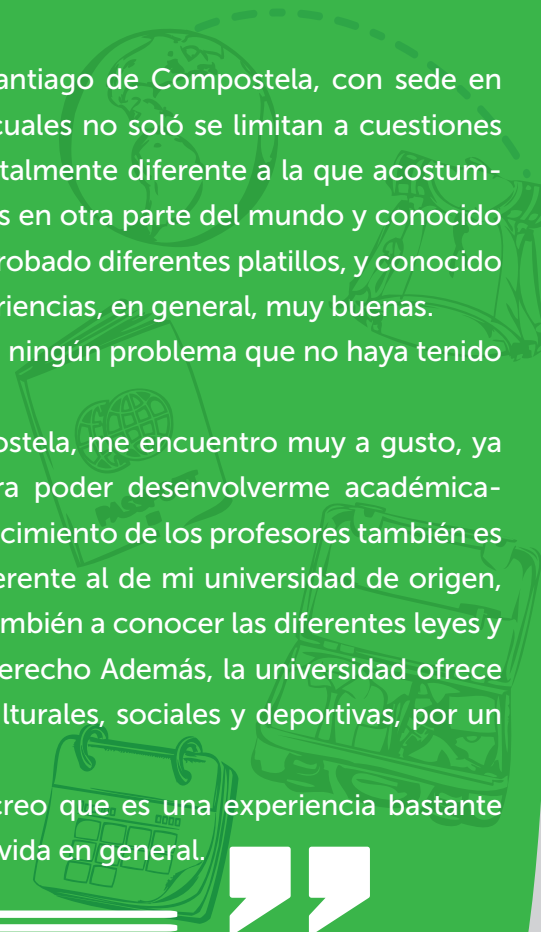 antiago de Compostela, con sede en
cuales no soló se limitan a cuestiones
talmente diferente a la que acostum-
s en otra parte del mundo y conocido
robado diferentes platillos, y conocido
riencias, en general, muy buenas.
ningún problema que no haya tenido
ostela, me encuentro muy a gusto, ya
ra poder desenvolverme académica-
cimiento de los profesores también es
erente al de mi universidad de origen,
ambién a conocer las diferentes leyes y
erecho Además, la universidad ofrece
lturales, sociales y deportivas, por un
creo que es una experiencia bastante
vida en general.
”